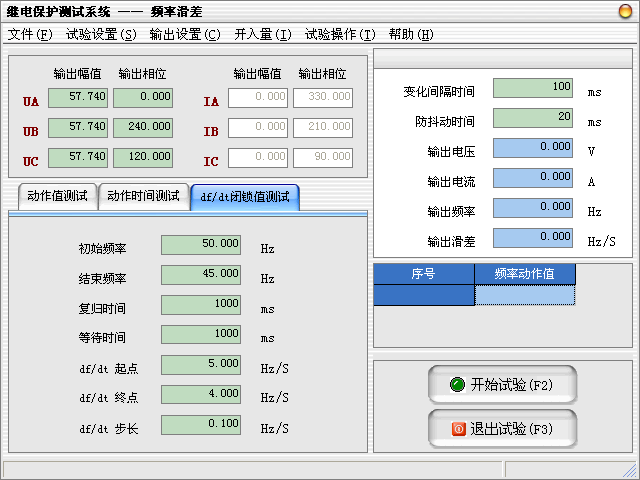 继电保护测试系统 —— 频率滑差
文件(F) 试验设置(S) 输出设置(C) 开入量(I) 试验操作(T) 帮助(H)
输出幅值 输出相位 输出幅值 输出相位
UA 57.740 0.000 IA 0.000 330.000
UB 57.740 240.000 IB 0.000 210.000
UC 57.740 120.000 IC 0.000 90.000
动作值测试 动作时间测试 df/dt闭锁值测试
初始频率 50.000 Hz
结束频率 45.000 Hz
复归时间 1000 ms
等待时间 1000 ms
df/dt 起点 5.000 Hz/S
df/dt 终点 4.000 Hz/S
df/dt 步长 0.100 Hz/S
变化间隔时间 100 ms
防抖动时间 20 ms
输出电压 0.000 V
输出电流 0.000 A
输出频率 0.000 Hz
输出滑差 0.000 Hz/S
序号 频率动作值
开始试验(F2)
退出试验(F3)